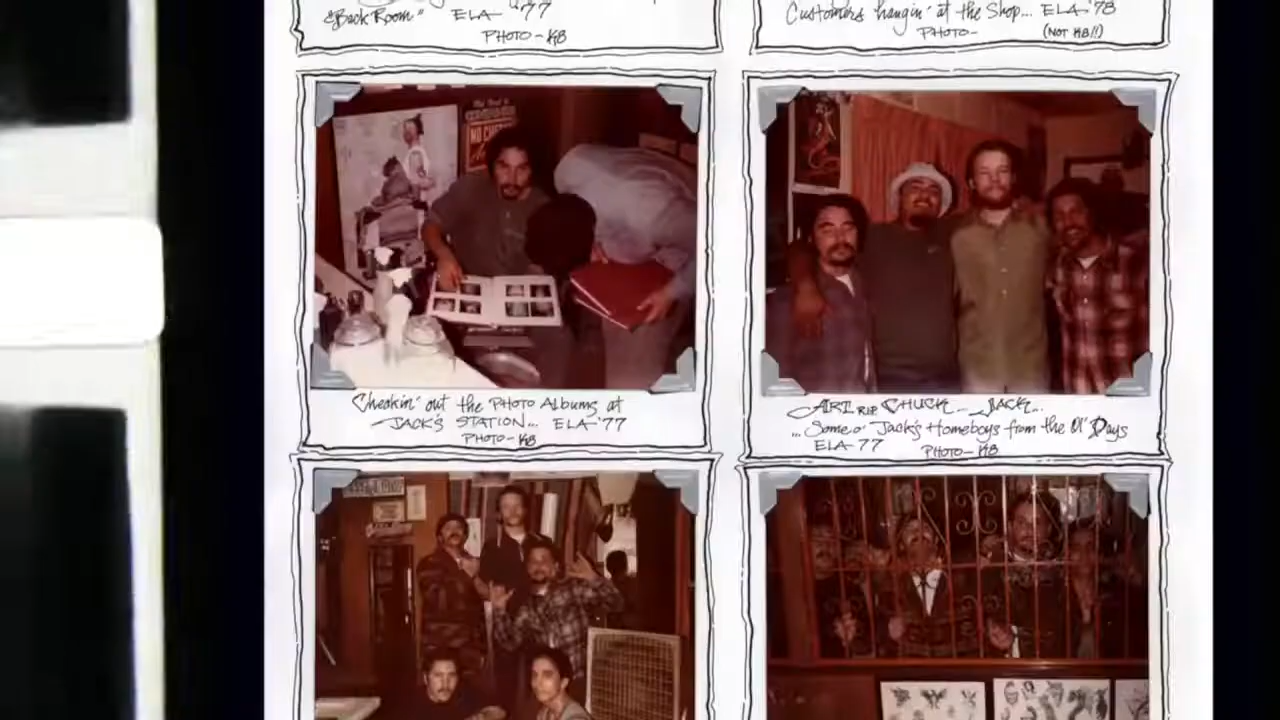 "Back Room" ELA '77
PHOTO - KB
Customers hangin' at the Shop... ELA '78
PHOTO- (NOT KB!!)
NO
Checkin' out the PHOTO Albums at
JACK'S STATION... ELA '77
PHOTO - KB
ART RIP CHUCK... JACK...
...Some o' Jack's Homeboys from the Ol' Days
ELA-77 PHOTO - KB